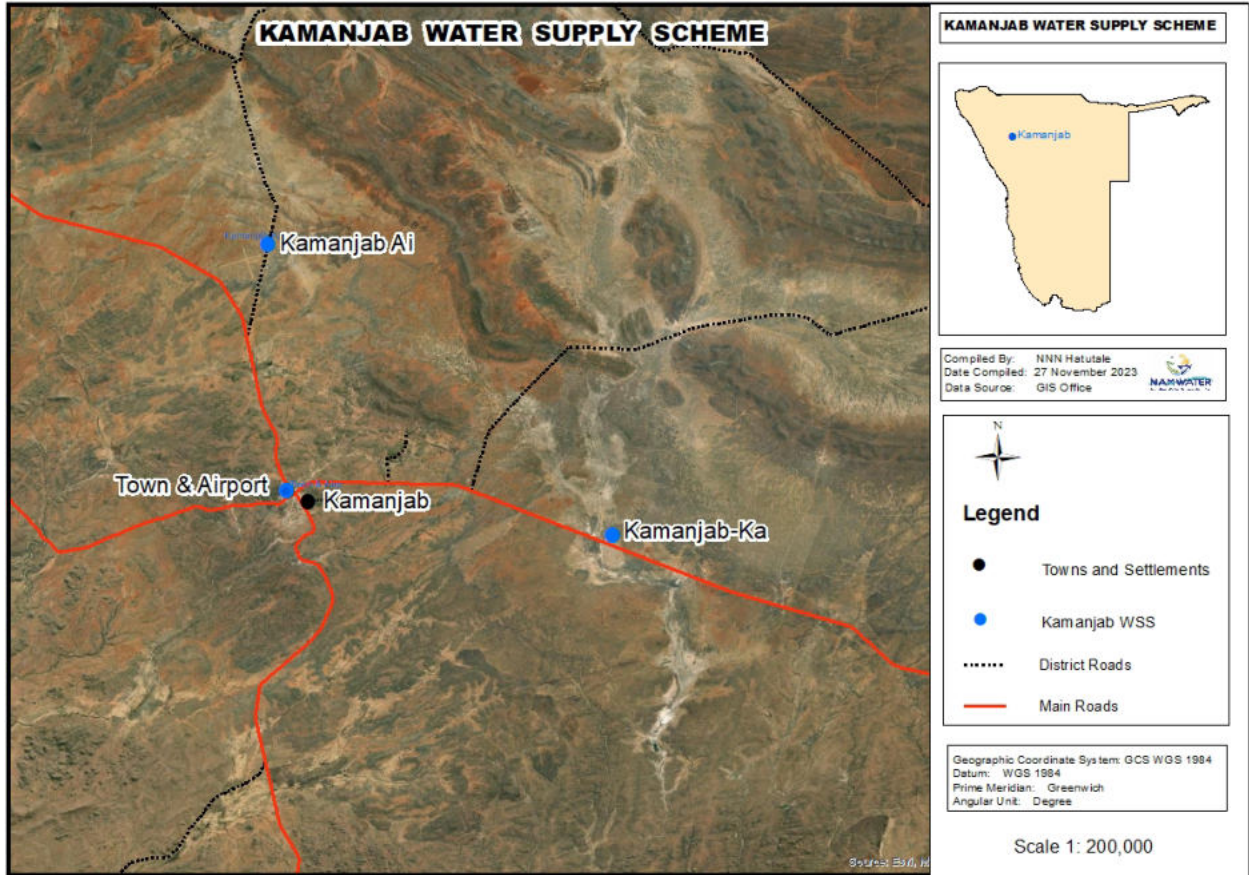 KAMANJAB WATER SUPPLY SCHEME
Kamanjab Ai
Town & Airport
Kamanjab
Kamanjab-Ka
Source: Esri, M
KAMANJAB WATER SUPPLY SCHEME
Kamanjab
Compiled By: NNN Hatutale
Date Compiled: 27 November 2023
Data Source: GIS Office
NAMWATER
N
Legend
Towns and Settlements
Kamanjab WSS
District Roads
Main Roads
Geographic Coordinate System: GCS WGS 1984
Datum: WGS 1984
Prime Meridian: Greenwich
Angular Unit: Degree
Scale 1: 200,000